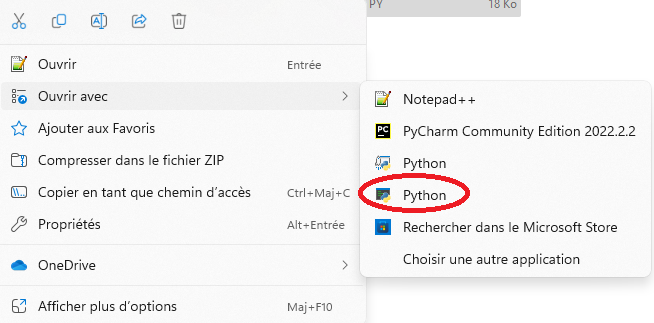 PY 18 Ko
Ouvrir Entrée
Ouvrir avec
Ajouter aux Favoris
Compresser dans le fichier ZIP
Copier en tant que chemin d'accès Ctrl+Maj+C
Propriétés Alt+Entrée
OneDrive
Afficher plus d'options Maj+F10
Notepad++
PC PyCharm Community Edition 2022.2.2
Python
Python
Rechercher dans le Microsoft Store
Choisir une autre application